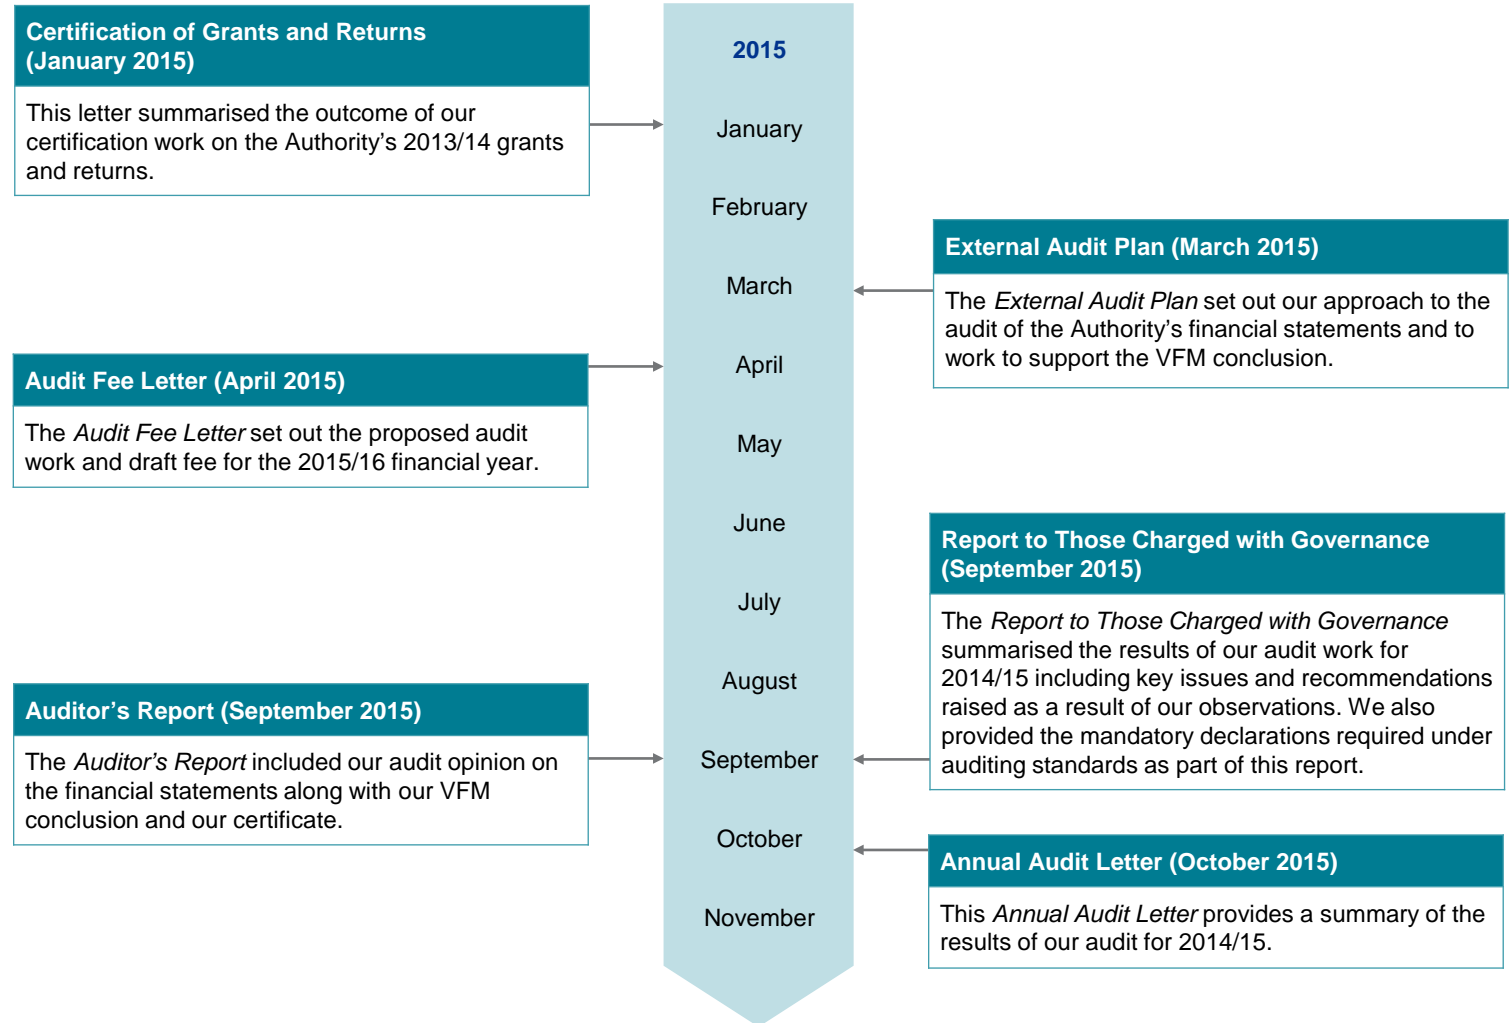 Certification of Grants and Returns
(January 2015)
This letter summarised the outcome of our
certification work on the Authority’s 2013/14 grants
and returns.
Audit Fee Letter (April 2015)
The Audit Fee Letter set out the proposed audit
work and draft fee for the 2015/16 financial year.
Auditor’s Report (September 2015)
The Auditor’s Report included our audit opinion on
the financial statements along with our VFM
conclusion and our certificate.
2015
January
February
March
April
May
June
July
August
September
October
November
External Audit Plan (March 2015)
The External Audit Plan set out our approach to the
audit of the Authority’s financial statements and to
work to support the VFM conclusion.
Report to Those Charged with Governance
(September 2015)
The Report to Those Charged with Governance
summarised the results of our audit work for
2014/15 including key issues and recommendations
raised as a result of our observations. We also
provided the mandatory declarations required under
auditing standards as part of this report.
Annual Audit Letter (October 2015)
This Annual Audit Letter provides a summary of the
results of our audit for 2014/15.